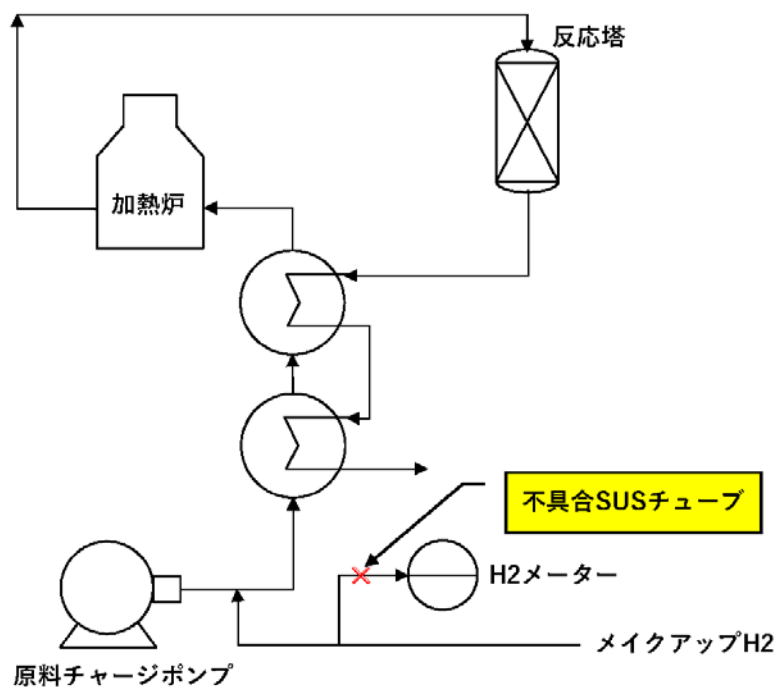 反応塔
加熱炉
不具合SUSチューブ
H2メーター
メイクアップH2
原料チャージポンプ